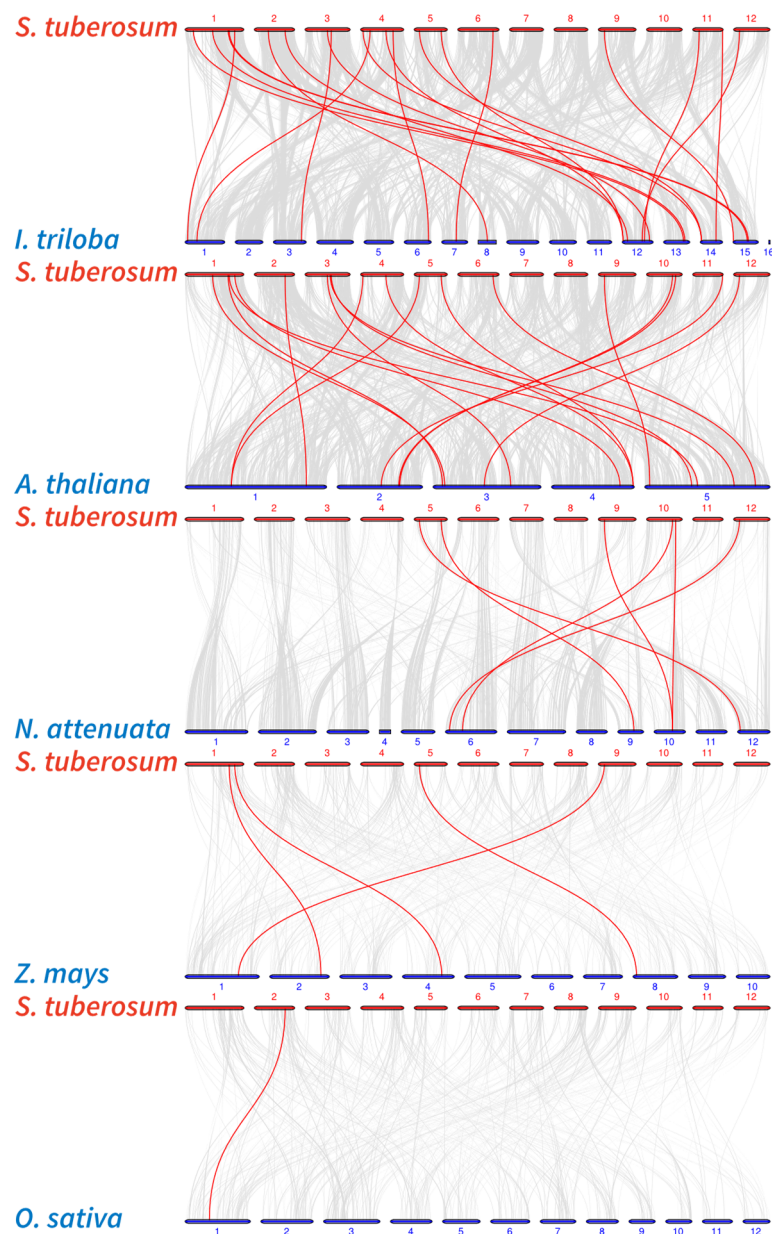 1 2 3 4 5 6 7 8 9 10 11 12
S. tuberosum
I. triloba
1 2 3 4 5 6 7 8 9 10 11 12 13 14 15 16
S. tuberosum
1 2 3 4 5 6 7 8 9 10 11 12
A. thaliana
1 2 3 4 5
S. tuberosum
1 2 3 4 5 6 7 8 9 10 11 12
N. attenuata
1 2 3 4 5 6 7 8 9 10 11 12
S. tuberosum
1 2 3 4 5 6 7 8 9 10 11 12
Z. mays
1 2 3 4 5 6 7 8 9 10
S. tuberosum
1 2 3 4 5 6 7 8 9 10 11 12
O. sativa
1 2 3 4 5 6 7 8 9 10 11 12